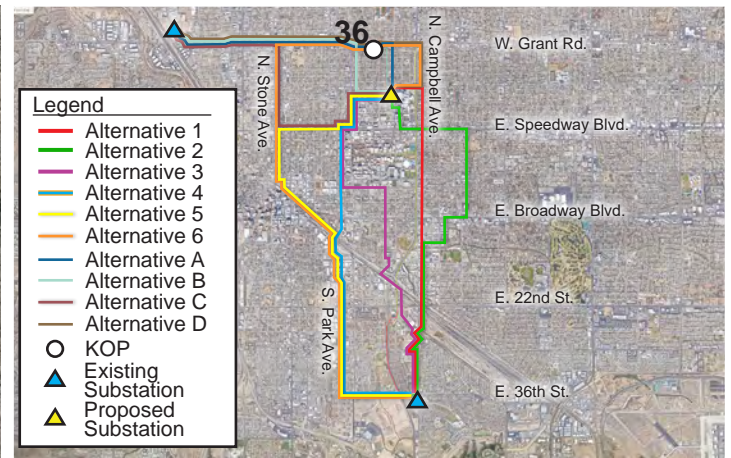 36
W. Grant Rd.
N. Campbell Ave.
N. Stone Ave.
E. Speedway Blvd.
E. Broadway Blvd.
E. 22nd St.
S. Park Ave.
E. 36th St.
Legend
Alternative 1
Alternative 2
Alternative 3
Alternative 4
Alternative 5
Alternative 6
Alternative A
Alternative B
Alternative C
Alternative D
KOP
Existing
Substation
Proposed
Substation